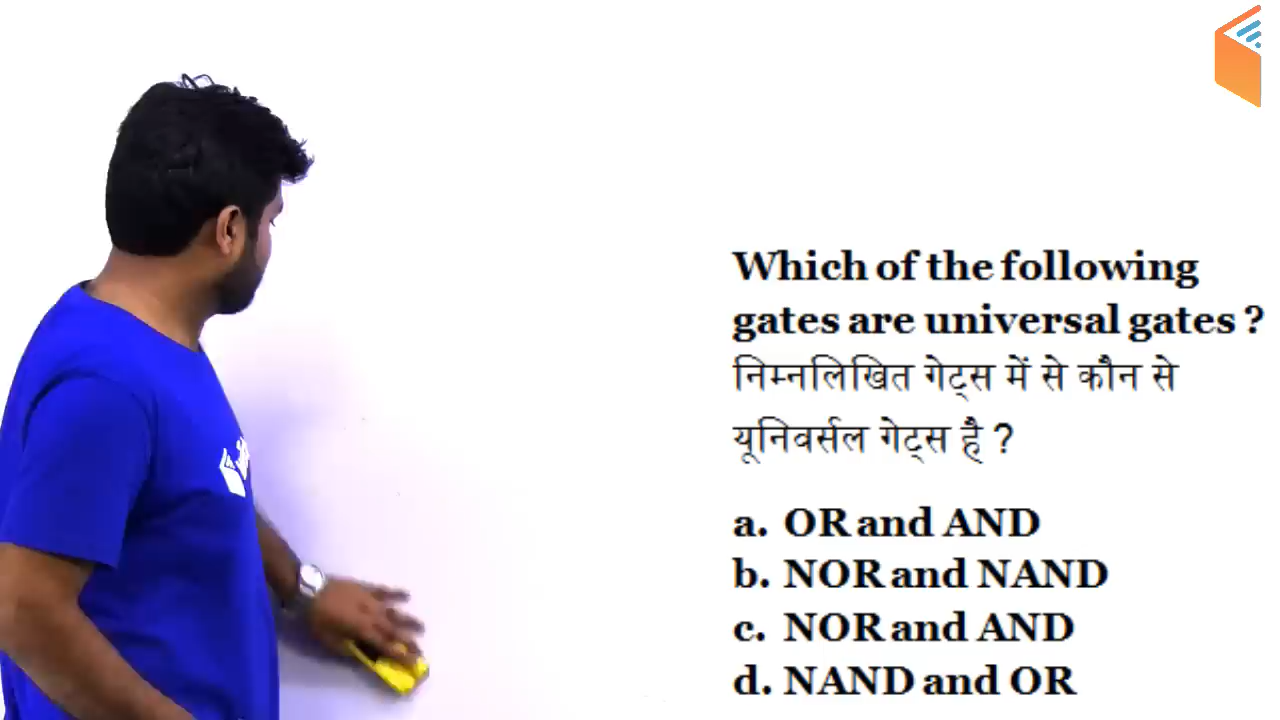 Which of the following
gates are universal gates ?
निम्नलिखित गेट्स में से कौन से
यूनिवर्सल गेट्स है ?
a. OR and AND
b. NOR and NAND
c. NOR and AND
d. NAND and OR